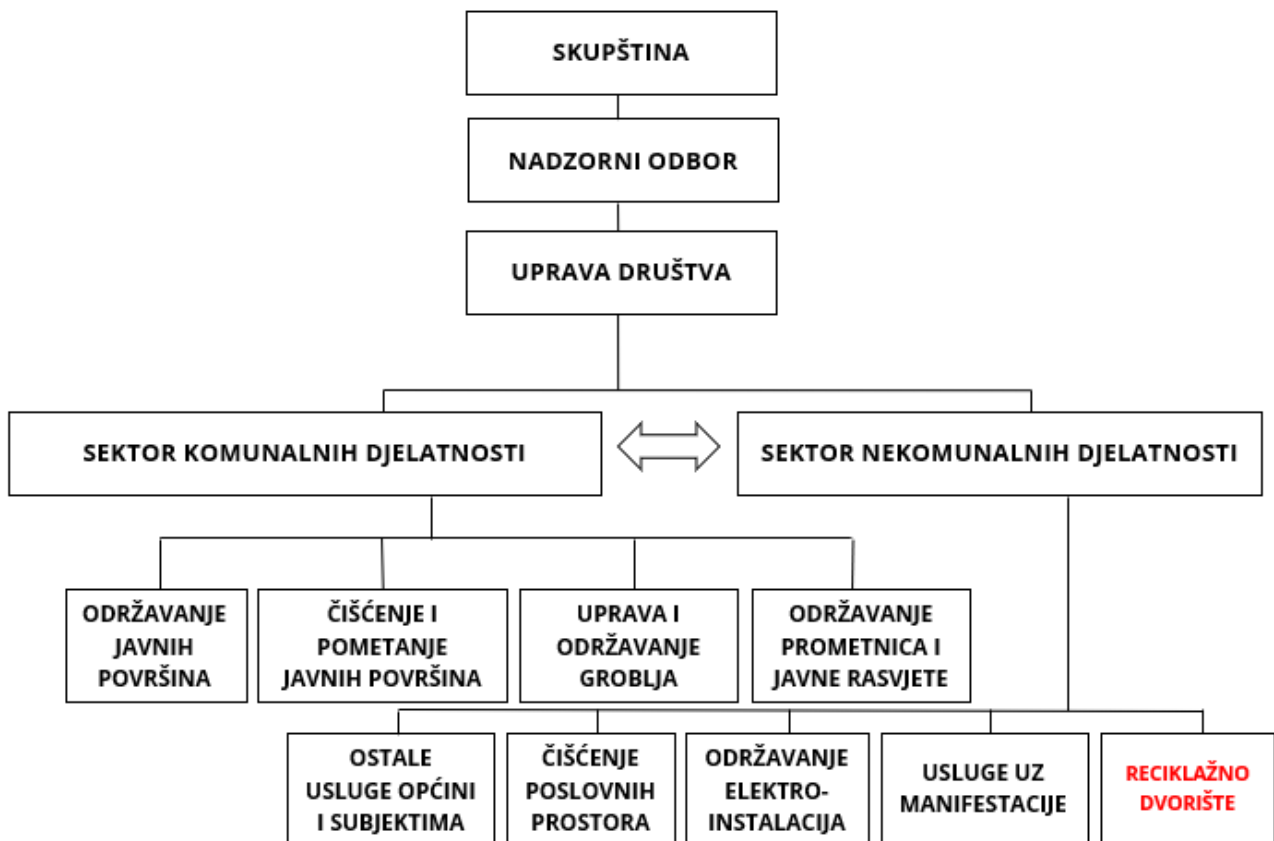 SKUPŠTINA
NADZORNI ODBOR
UPRAVA DRUŠTVA
SEKTOR KOMUNALNIH DJELATNOSTI
SEKTOR NEKOMUNALNIH DJELATNOSTI
ODRŽAVANJE
JAVNIH
POVRŠINA
ČIŠĆENJE I
POMETANJE
JAVNIH POVRŠINA
UPRAVA I
ODRŽAVANJE
GROBLJA
ODRŽAVANJE
PROMETNICA I
JAVNE RASVJETE
OSTALE
USLUGE OPĆINI
I SUBJEKTIMA
ČIŠĆENJE
POSLOVNIH
PROSTORA
ODRŽAVANJE
ELEKTRO-
INSTALACIJA
USLUGE UZ
MANIFESTACIJE
RECIKLAŽNO
DVORIŠTE